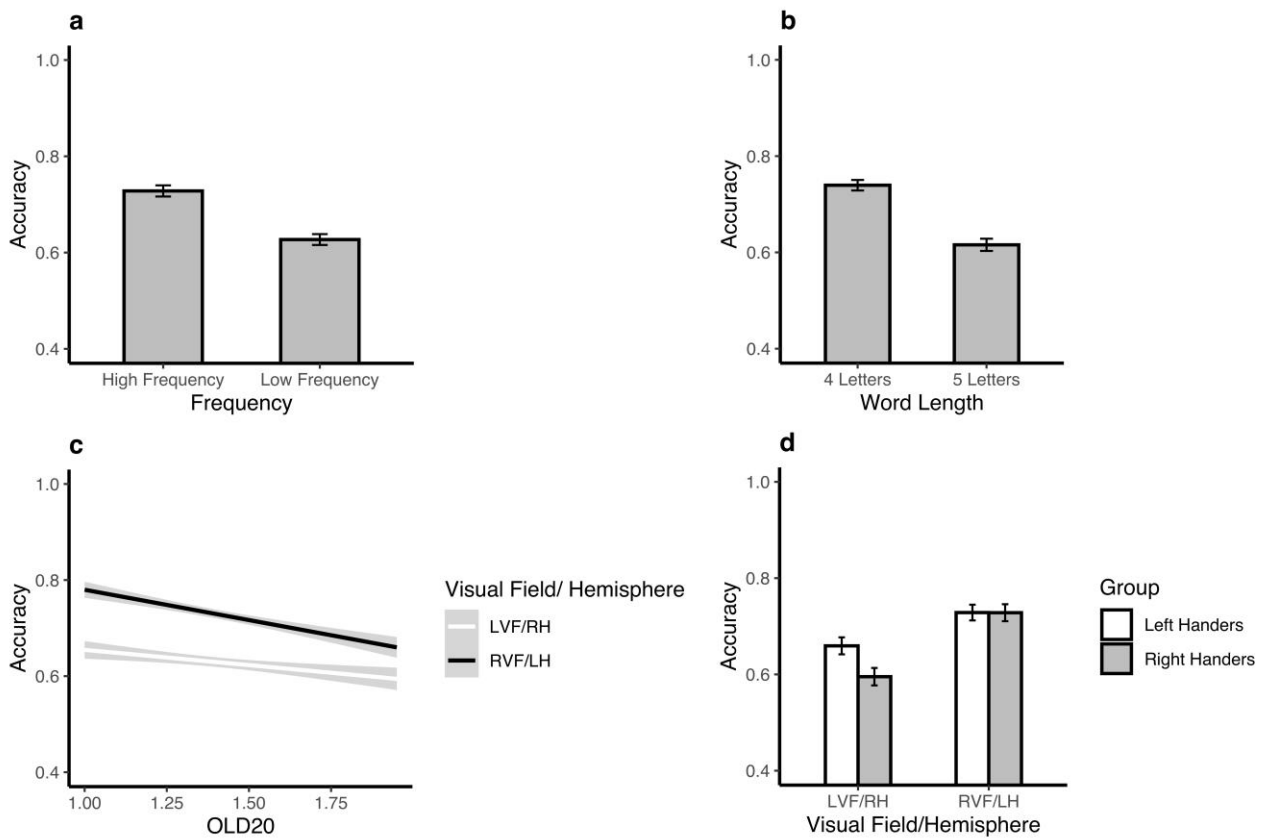 a
1.0
0.8
0.6
0.4
Accuracy
High Frequency Low Frequency
Frequency
b
1.0
0.8
0.6
0.4
Accuracy
4 Letters 5 Letters
Word Length
c
1.0
0.8
0.6
0.4
Accuracy
1.00 1.25 1.50 1.75
OLD20
Visual Field/ Hemisphere
LVF/RH
RVF/LH
d
1.0
0.8
0.6
0.4
Accuracy
LVF/RH RVF/LH
Visual Field/Hemisphere
Group
Left Handers
Right Handers